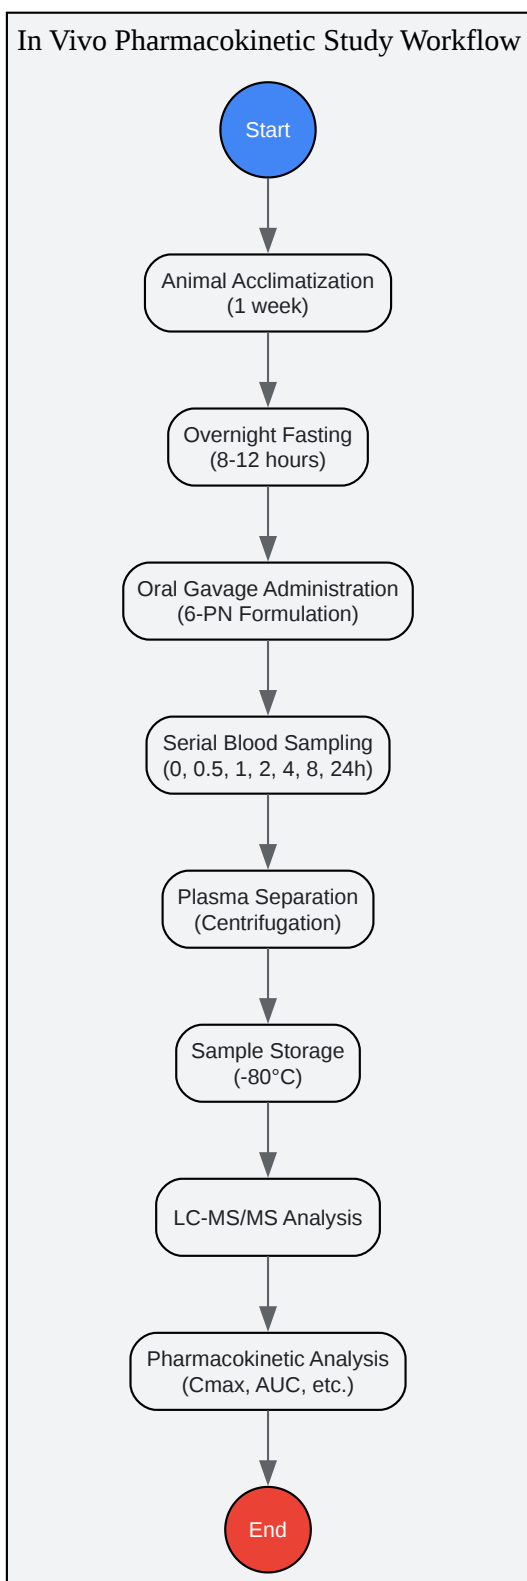 In Vivo Pharmacokinetic Study Workflow
Start
Animal Acclimatization
(1 week)
Overnight Fasting
(8-12 hours)
Oral Gavage Administration
(6-PN Formulation)
Serial Blood Sampling
(0, 0.5, 1, 2, 4, 8, 24h)
Plasma Separation
(Centrifugation)
Sample Storage
(-80°C)
LC-MS/MS Analysis
Pharmacokinetic Analysis
(Cmax, AUC, etc.)
End